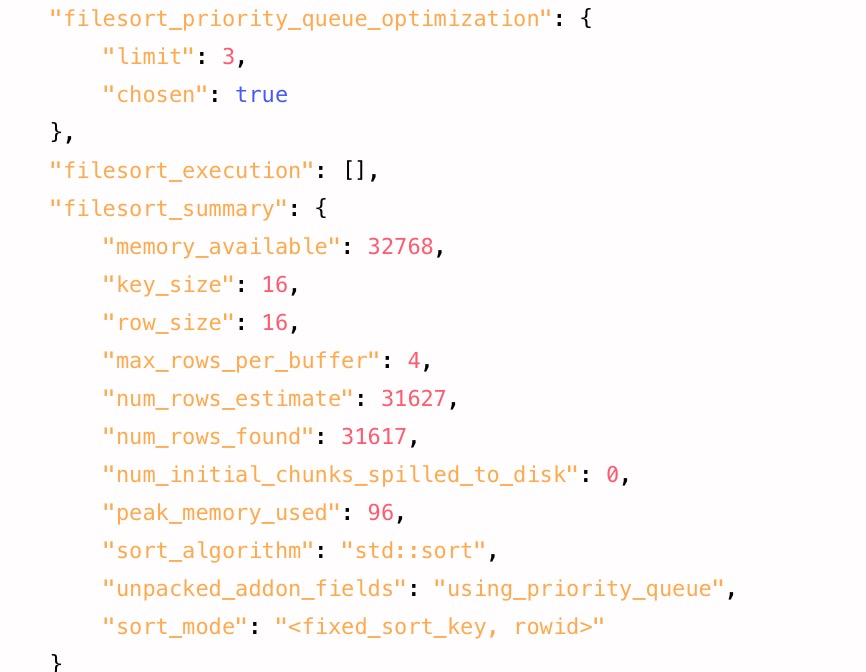 "filesort_priority_queue_optimization": {
    "limit": 3,
    "chosen": true
},
"filesort_execution": [],
"filesort_summary": {
    "memory_available": 32768,
    "key_size": 16,
    "row_size": 16,
    "max_rows_per_buffer": 4,
    "num_rows_estimate": 31627,
    "num_rows_found": 31617,
    "num_initial_chunks_spilled_to_disk": 0,
    "peak_memory_used": 96,
    "sort_algorithm": "std::sort",
    "unpacked_addon_fields": "using_priority_queue",
    "sort_mode": "<fixed_sort_key, rowid>"
}